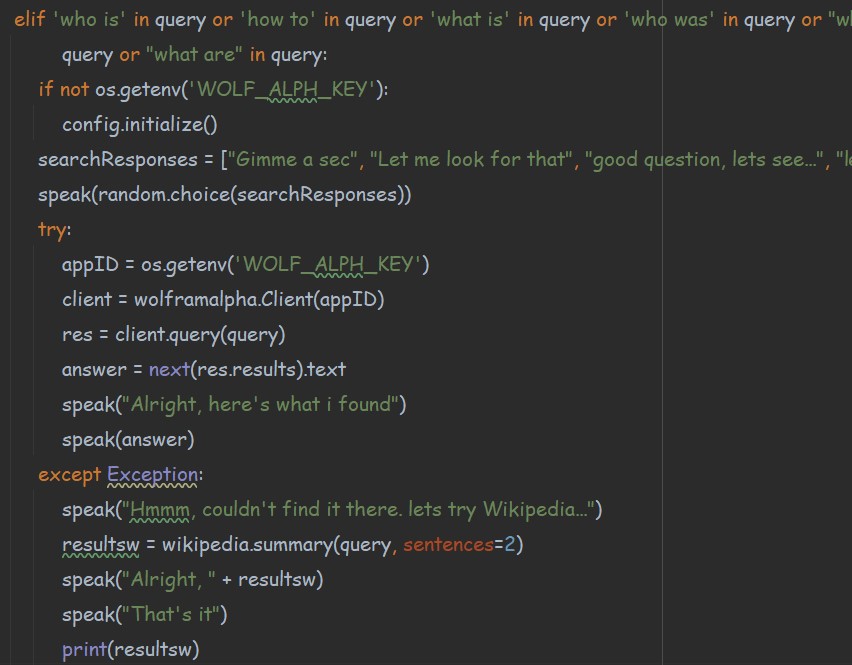 elif 'who is' in query or 'how to' in query or 'what is' in query or 'who was' in query or
query or "what are" in query:
if not os.getenv('WOLF_ALPH_KEY'):
config.initialize()
searchResponses = ["Gimme a sec", "Let me look for that", "good question, lets see...",
speak(random.choice(searchResponses))
try:
appID = os.getenv('WOLF_ALPH_KEY')
client = wolframalpha.Client(appID)
res = client.query(query)
answer = next(res.results).text
speak("Alright, here's what i found")
speak(answer)
except Exception:
speak("Hmmm, couldn't find it there. lets try Wikipedia...")
resultsw = wikipedia.summary(query, sentences=2)
speak("Alright, " + resultsw)
speak("That's it")
print(resultsw)